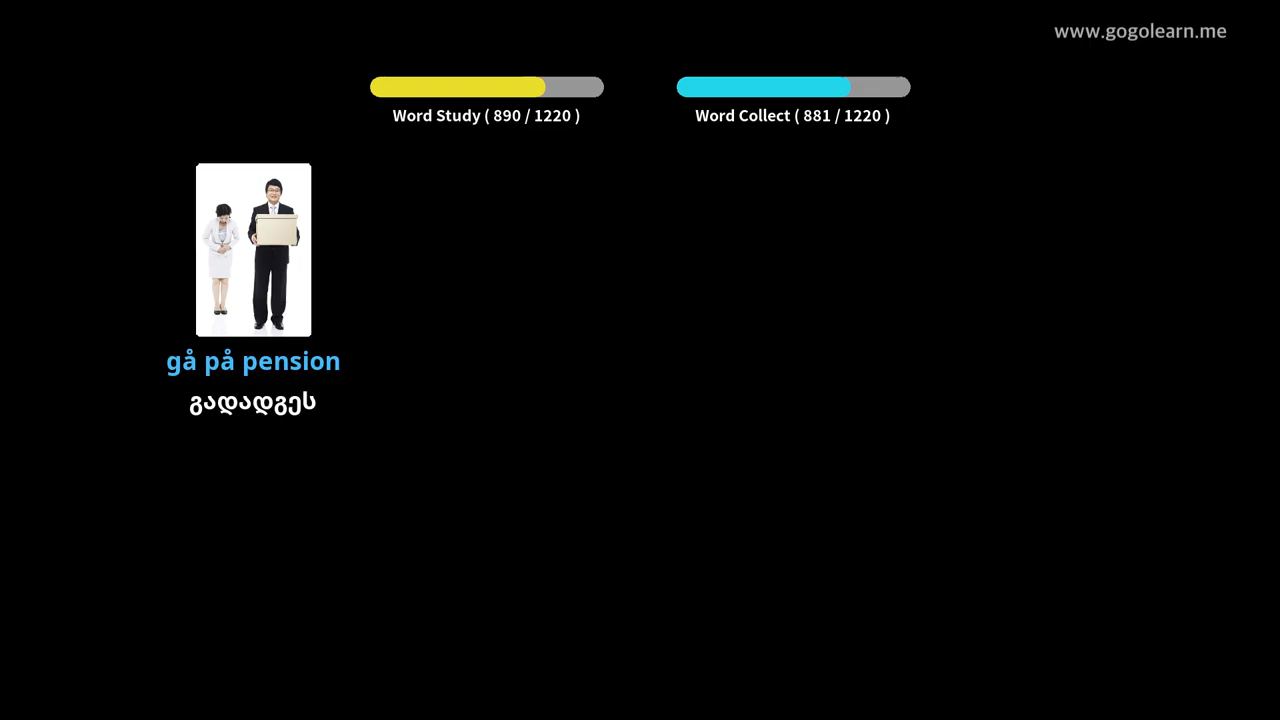 www.gogolearn.me
Word Study ( 890 / 1220 )
Word Collect ( 881 / 1220 )
gå på pension
გადადგეს